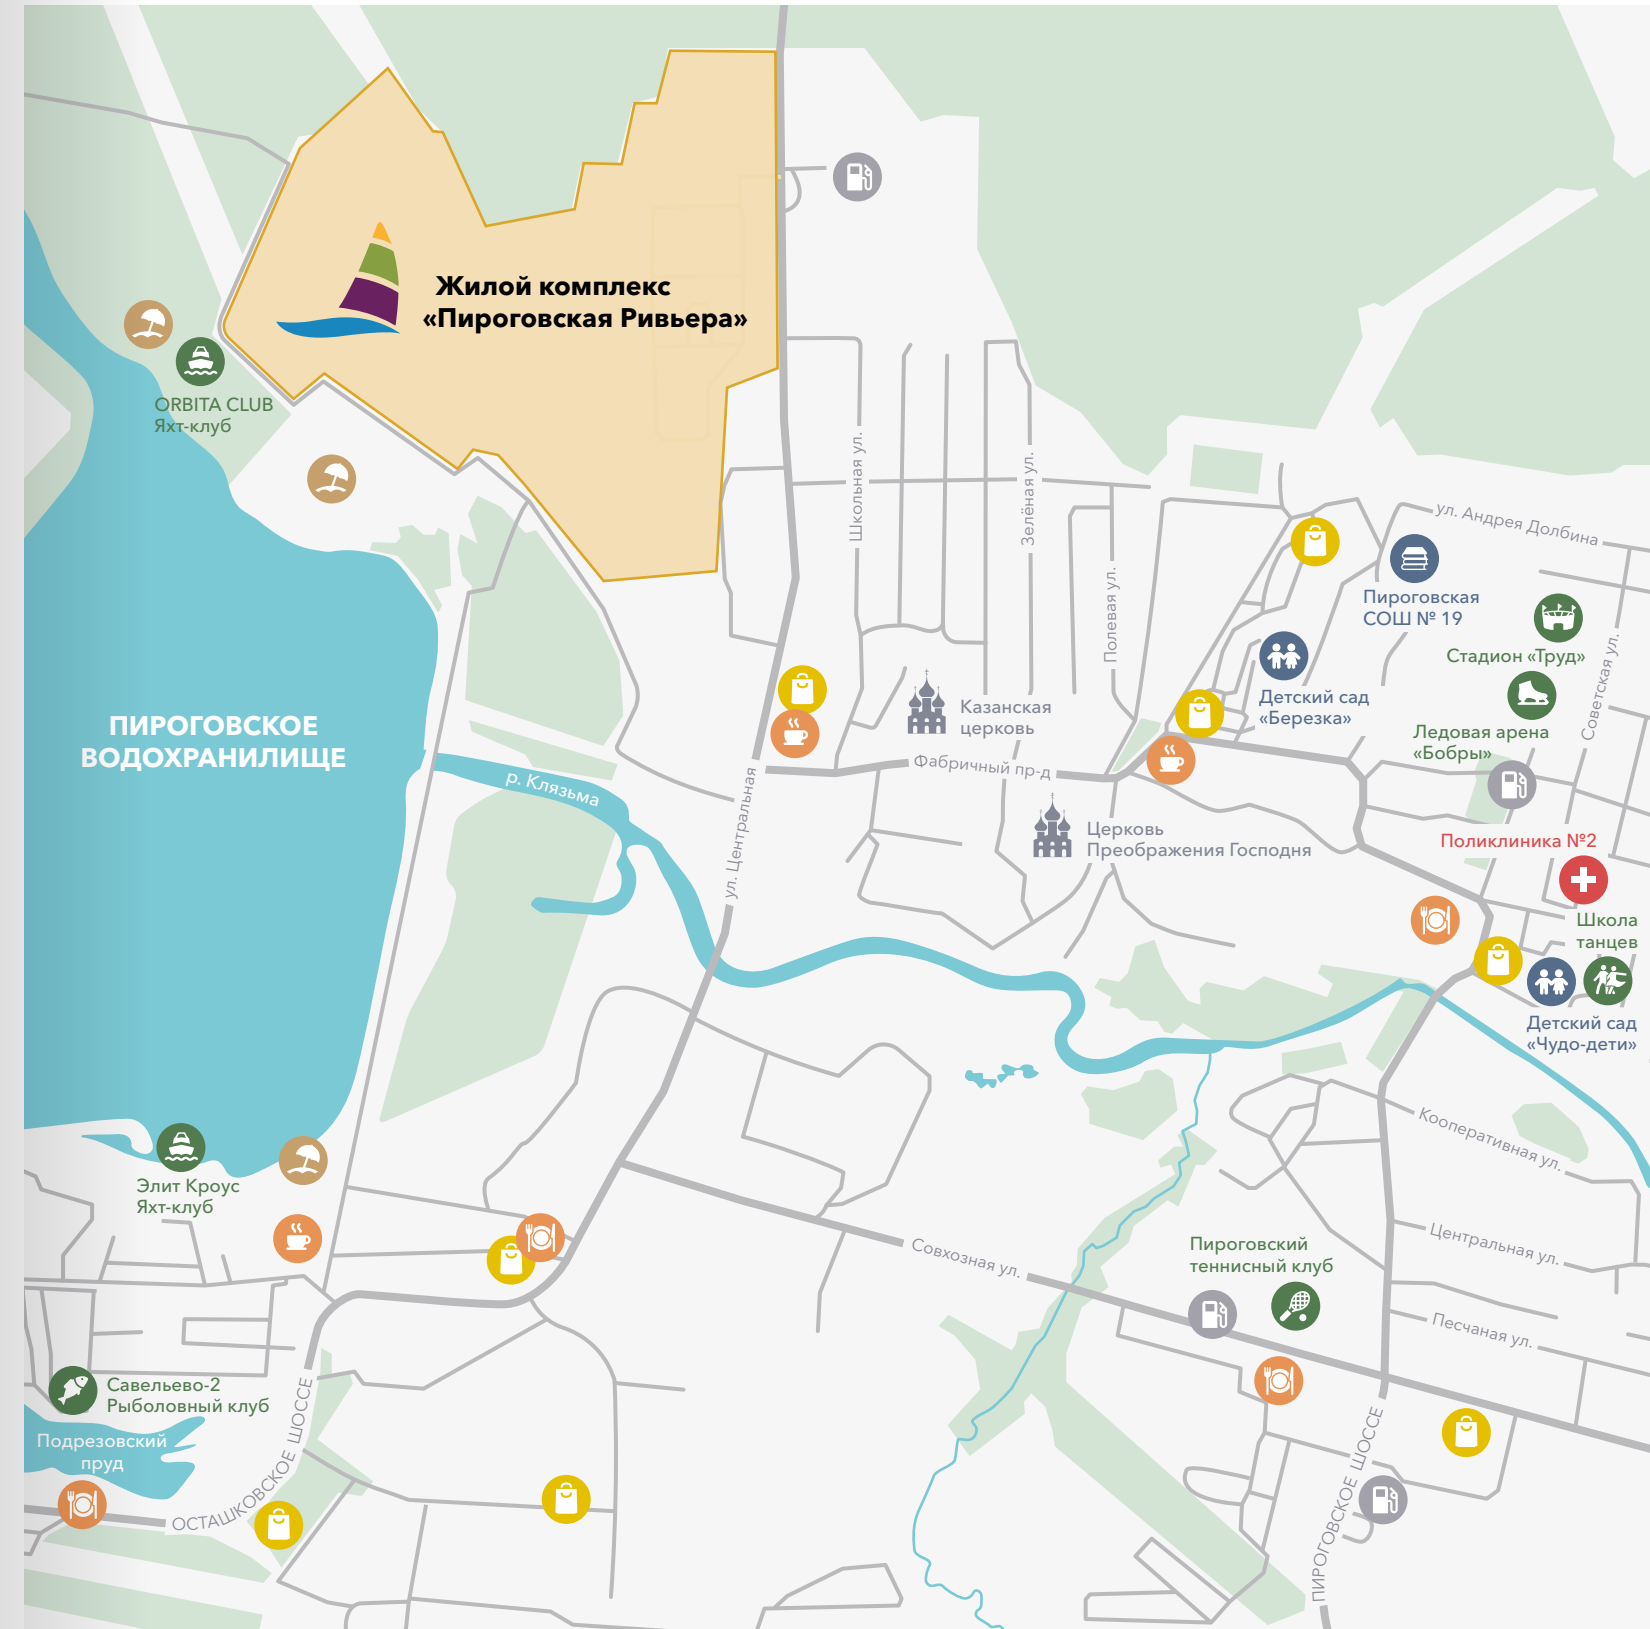 Жилой комплекс
«Пироговская Ривьера»
ORBITA CLUB
Яхт-клуб
Школьная ул.
Зелёная ул.
Полевая ул.
ул. Андрея Долбина
Пироговская
СОШ № 19
Стадион «Труд»
Советская ул.
Детский сад
«Березка»
Ледовая арена
«Бобры»
Казанская
церковь
Фабричный пр-д
ПИРОГОВСКОЕ
ВОДОХРАНИЛИЩЕ
р. Клязьма
ул. Центральная
Церковь
Преображения Господня
Поликлиника №2
Школа
танцев
Детский сад
«Чудо-дети»
Кооперативная ул.
Элит Кроус
Яхт-клуб
Совхозная ул.
Пироговский
теннисный клуб
Центральная ул.
Песчаная ул.
Савельево-2
Рыболовный клуб
Подрезовский
пруд
ОСТАШКОВСКОЕ ШОССЕ
ПИРОГОВСКОЕ ШОССЕ